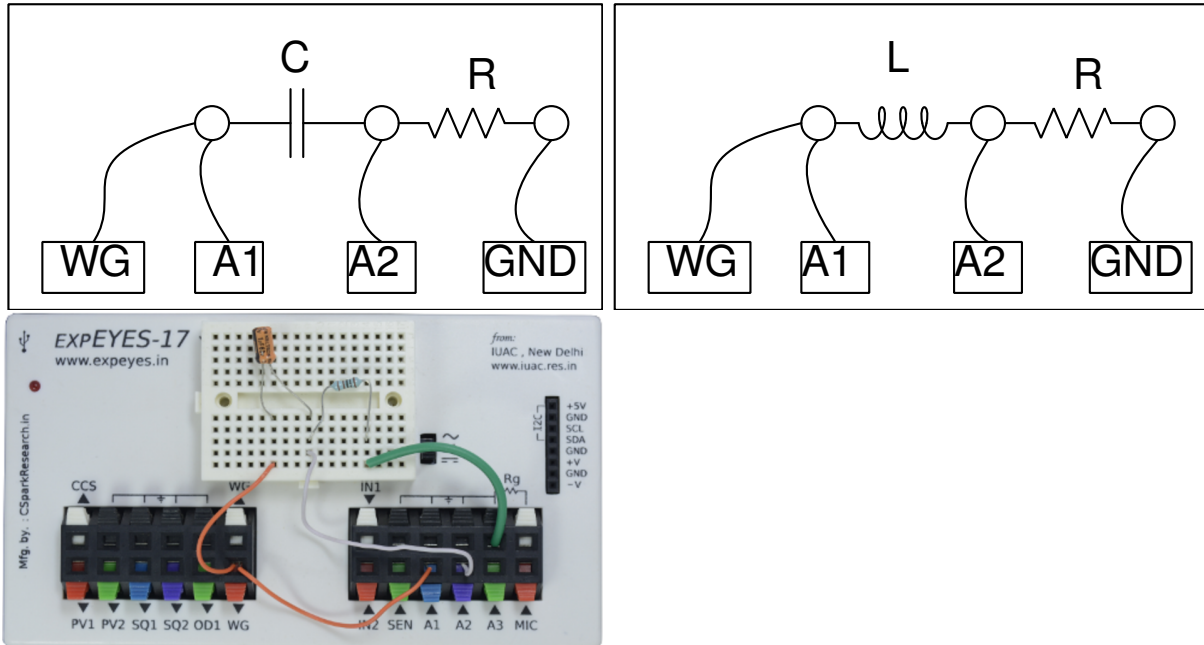 C
R
WG
A1
A2
GND
L
R
WG
A1
A2
GND
EXPEYES-17
www.expeyes.in
from:
IUAC , New Delhi
www.iuac.res.in
Mfg. by. : CSparkResearch.in
I2C
+5V
GND
SCL
SDA
GND
+V
GND
-V
CCS
WG
IN1
Rg
PV1 PV2 SQ1 SQ2 OD1 WG
IN2 SEN A1 A2 A3 MIC